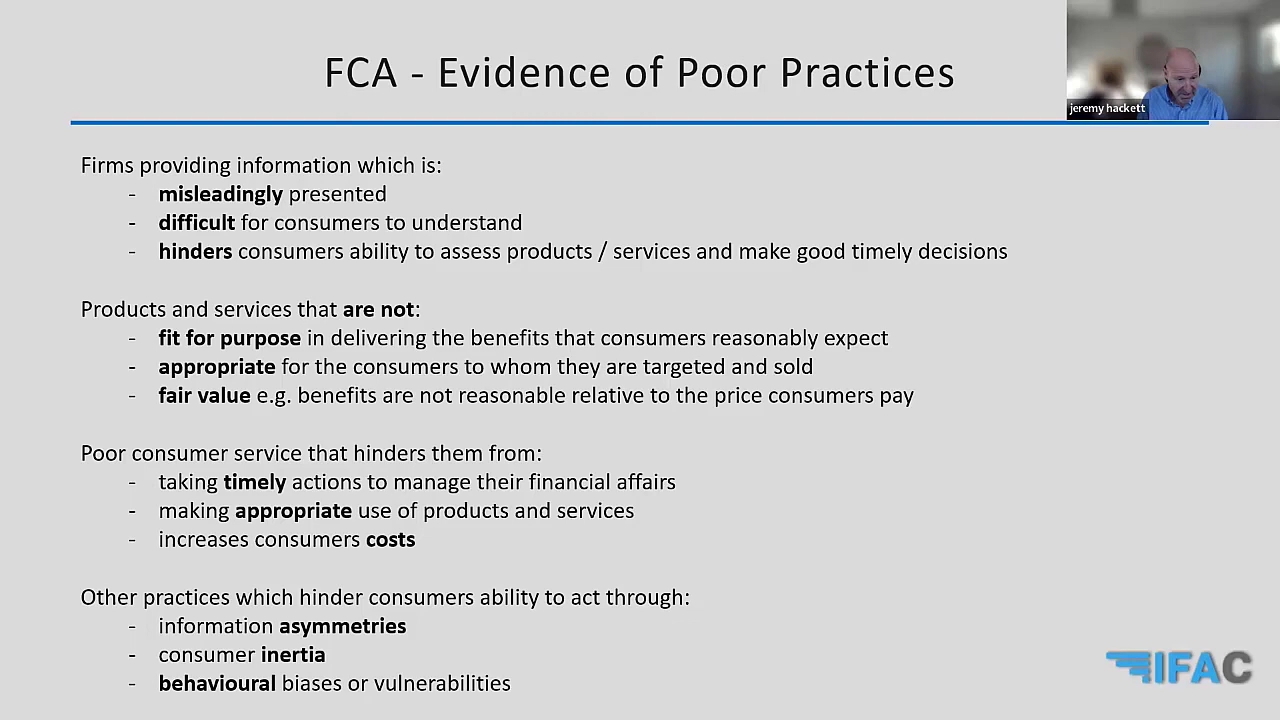 FCA - Evidence of Poor Practices
jeremy hackett
Firms providing information which is:
- misleadingly presented
- difficult for consumers to understand
- hinders consumers ability to assess products / services and make good timely decisions
Products and services that are not:
- fit for purpose in delivering the benefits that consumers reasonably expect
- appropriate for the consumers to whom they are targeted and sold
- fair value e.g. benefits are not reasonable relative to the price consumers pay
Poor consumer service that hinders them from:
- taking timely actions to manage their financial affairs
- making appropriate use of products and services
- increases consumers costs
Other practices which hinder consumers ability to act through:
- information asymmetries
- consumer inertia
- behavioural biases or vulnerabilities
IFAC